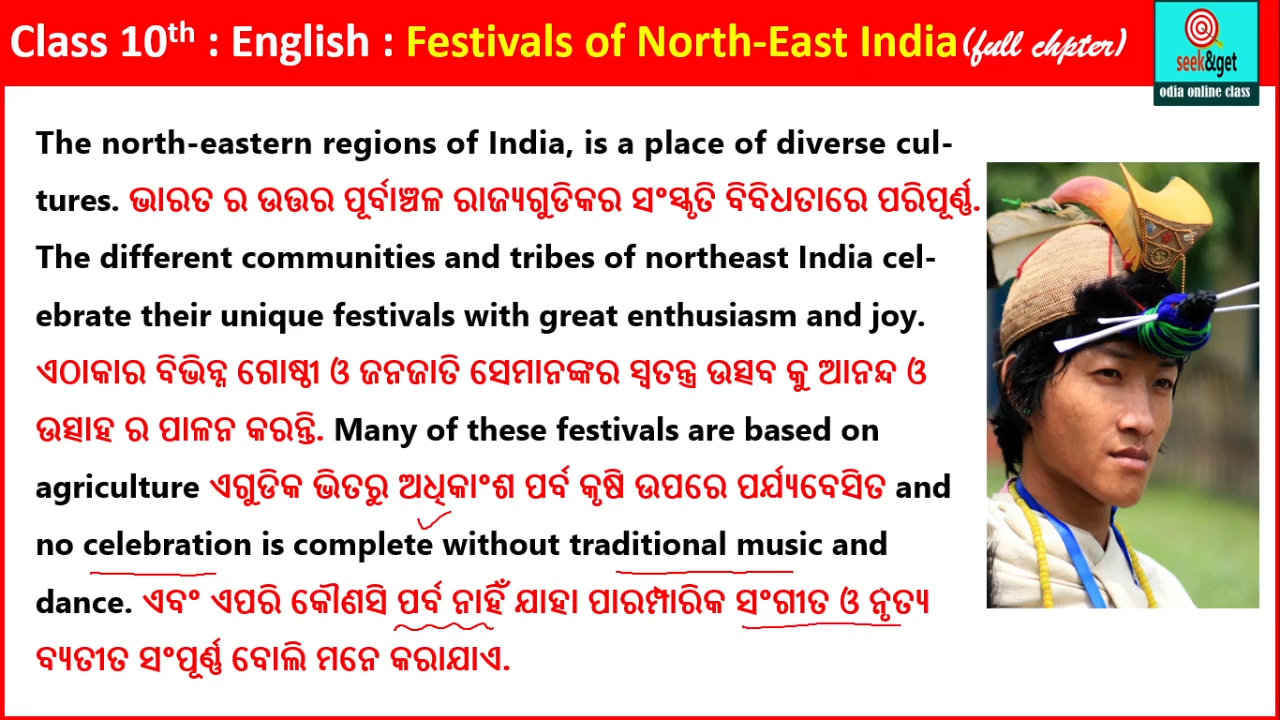 Class 10th : English : Festivals of North-East India (full chpter)
seek&get
odia online class
The north-eastern regions of India, is a place of diverse cul-
tures. ଭାରତ ର ଉତ୍ତର ପୂର୍ବାଞ୍ଚଳ ରାଜ୍ୟଗୁଡିକର ସଂସ୍କୃତି ବିବିଧତାରେ ପରିପୂର୍ଣ୍ଣ.
The different communities and tribes of northeast India cel-
ebrate their unique festivals with great enthusiasm and joy.
ଏଠାକାର ବିଭିନ୍ନ ଗୋଷ୍ଠୀ ଓ ଜନଜାତି ସେମାନଙ୍କର ସ୍ୱତନ୍ତ୍ର ଉତ୍ସବ କୁ ଆନନ୍ଦ ଓ
ଉତ୍ସାହ ର ପାଳନ କରନ୍ତି. Many of these festivals are based on
agriculture ଏଗୁଡିକ ଭିତରୁ ଅଧିକାଂଶ ପର୍ବ କୃଷି ଉପରେ ପର୍ଯ୍ୟବେସିତ and
no celebration is complete without traditional music and
dance. ଏବଂ ଏପରି କୌଣସି ପର୍ବ ନାହିଁ ଯାହା ପାରମ୍ପାରିକ ସଂଗୀତ ଓ ନୃତ୍ୟ
ବ୍ୟତୀତ ସଂପୂର୍ଣ୍ଣ ବୋଲି ମନେ କରାଯାଏ.